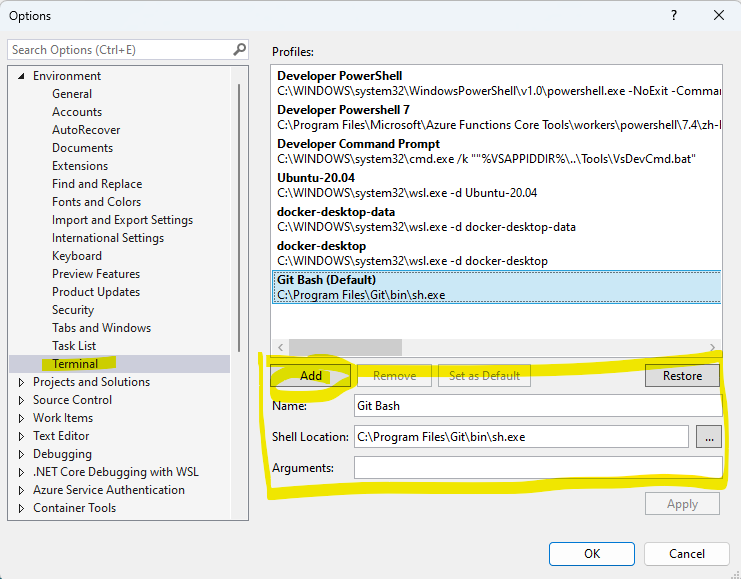 Options
?
Search Options (Ctrl+E)
Environment
General
Accounts
AutoRecover
Documents
Extensions
Find and Replace
Fonts and Colors
Import and Export Settings
International Settings
Keyboard
Preview Features
Product Updates
Security
Tabs and Windows
Task List
Terminal
Projects and Solutions
Source Control
Work Items
Text Editor
Debugging
.NET Core Debugging with WSL
Azure Service Authentication
Container Tools
Profiles:
Developer PowerShell
C:\WINDOWS\system32\WindowsPowerShell\v1.0\powershell.exe -NoExit -Comma
Developer Powershell 7
C:\Program Files\Microsoft\Azure Functions Core Tools\workers\powershell\7.4\zh-
Developer Command Prompt
C:\WINDOWS\system32\cmd.exe /k ""%VSAPPIDDIR%\..\Tools\VsDevCmd.bat"
Ubuntu-20.04
C:\WINDOWS\system32\wsl.exe -d Ubuntu-20.04
docker-desktop-data
C:\WINDOWS\system32\wsl.exe -d docker-desktop-data
docker-desktop
C:\WINDOWS\system32\wsl.exe -d docker-desktop
Git Bash (Default)
C:\Program Files\Git\bin\sh.exe
Add Remove Set as Default Restore
Name: Git Bash
Shell Location: C:\Program Files\Git\bin\sh.exe ...
Arguments:
Apply
OK Cancel